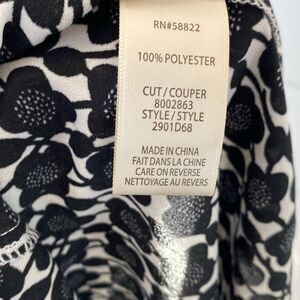 RN#58822
100% POLYESTER
CUT / COUPER
8002863
STYLE / STYLE
2901D68
MADE IN CHINA
FAIT DANS LA CHINE
CARE ON REVERSE
NETTOYAGE AU REVERS